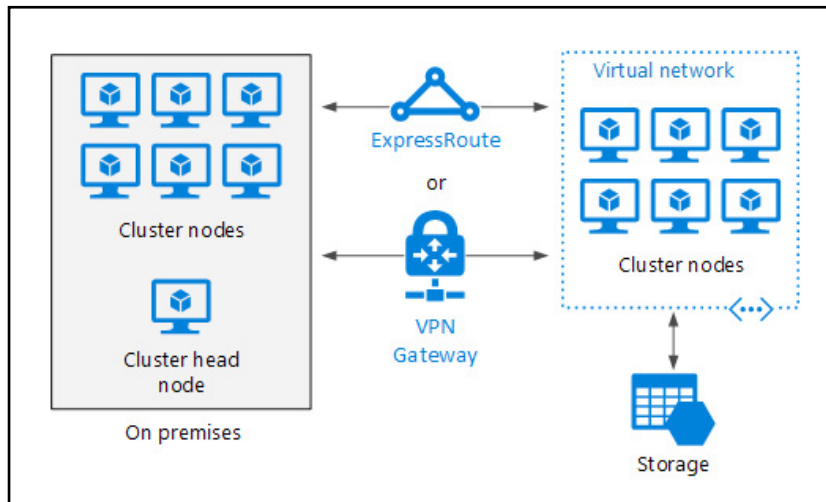 Cluster nodes
Cluster head
node
On premises
ExpressRoute
or
VPN
Gateway
Virtual network
Cluster nodes
Storage